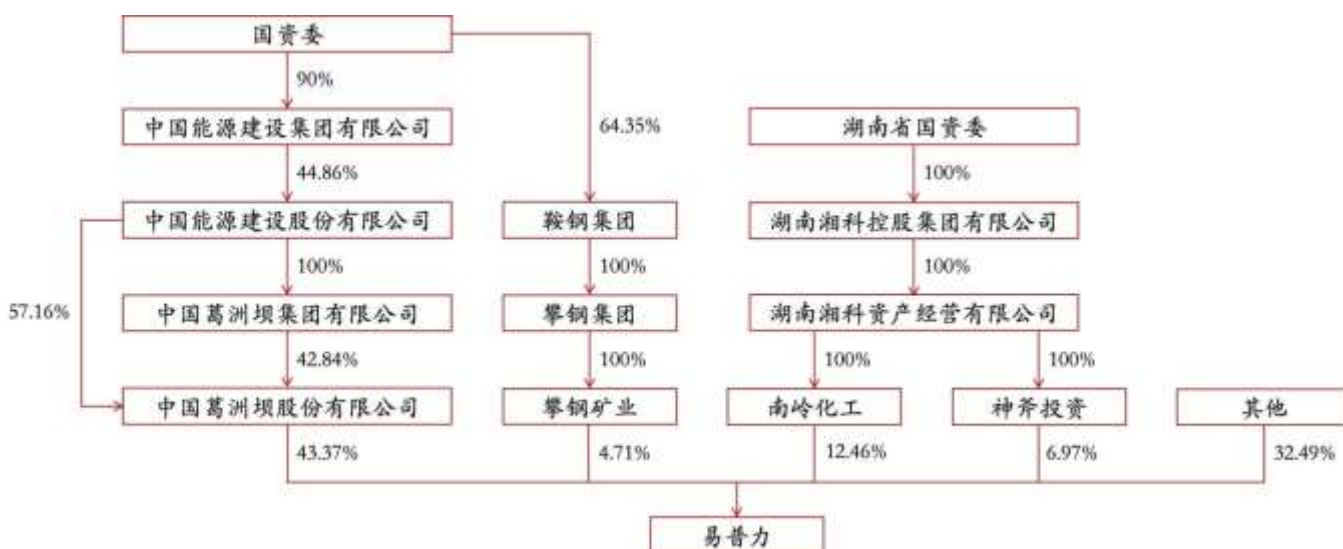 国资委
90%
中国能源建设集团有限公司
64.35%
湖南省国资委
44.86%
100%
中国能源建设股份有限公司
鞍钢集团
湖南湘科控股集团有限公司
57.16%
100%
100%
100%
中国葛洲坝集团有限公司
攀钢集团
湖南湘科资产经营有限公司
42.84%
100%
100%
100%
中国葛洲坝股份有限公司
攀钢矿业
南岭化工
神斧投资
其他
43.37%
4.71%
12.46%
6.97%
32.49%
易普力